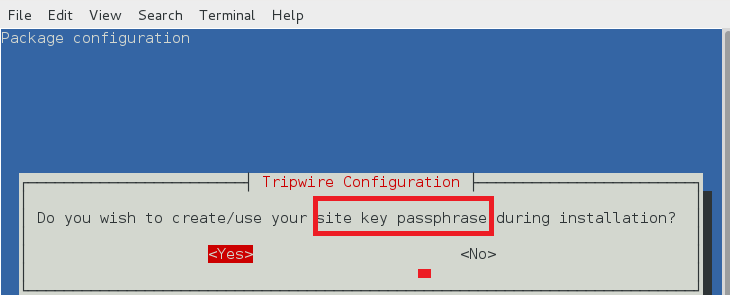 File Edit View Search Terminal Help
Package configuration
Tripwire Configuration
Do you wish to create/use your site key passphrase during installation?
<Yes> <No>